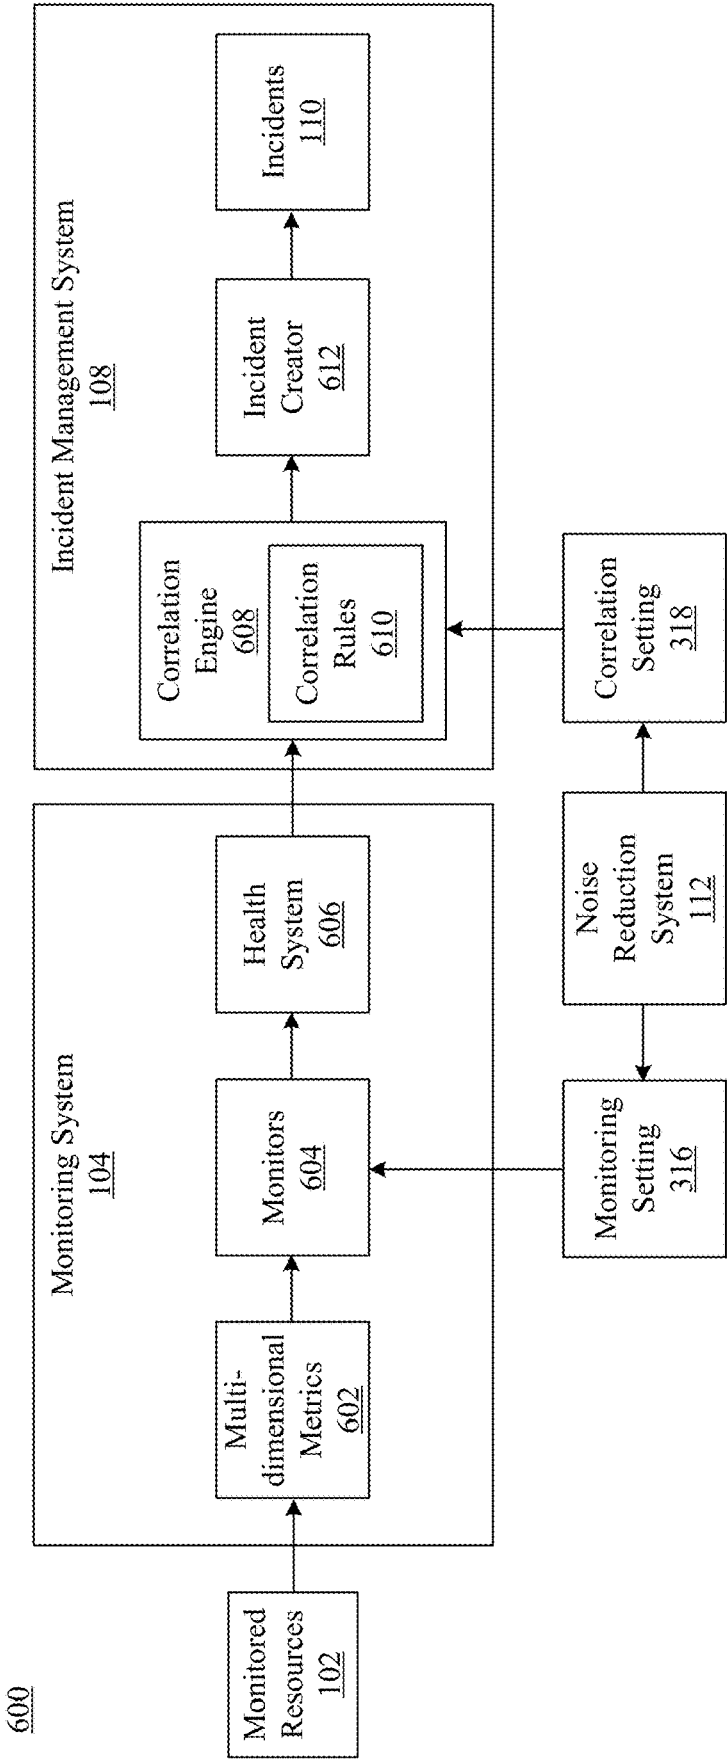 600
Monitoring System
104
Incident Management System
108
Monitored
Resources
102
Multi-
dimensional
Metrics
602
Monitors
604
Health
System
606
Correlation
Engine
608
Correlation
Rules
610
Incident
Creator
612
Incidents
110
Monitoring
Setting
316
Noise
Reduction
System
112
Correlation
Setting
318